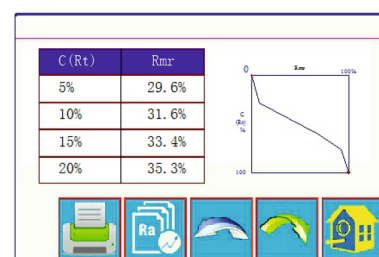 C(Rt) Rmr
5% 29.6%
10% 31.6%
15% 33.4%
20% 35.3%
0 Rmr 100%
C
(Rt)
%
100
Ra